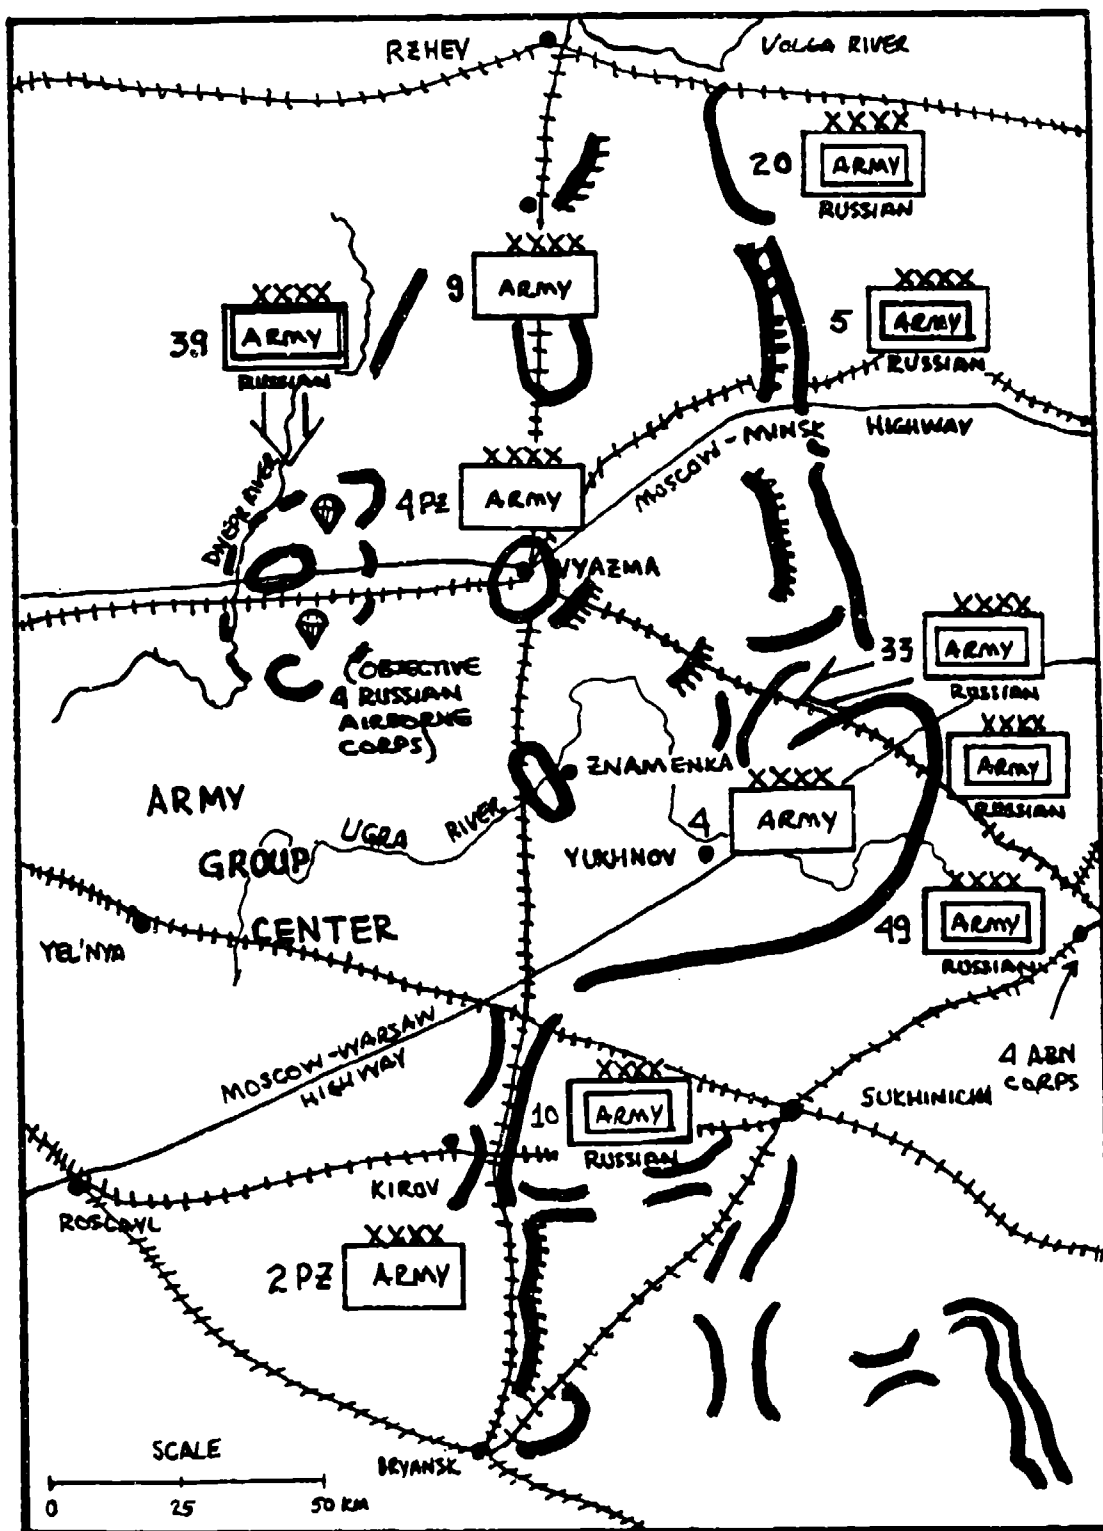 RZHEV
VOLGA RIVER
XXXX
20 ARMY
RUSSIAN
XXXX
9 ARMY
XXXX
39 ARMY
RUSSIAN
XXXX
5 ARMY
RUSSIAN
MOSCOW-MINSK HIGHWAY
XXXX
4 PZ ARMY
DNEPR RIVER
VYAZMA
XXXX
33 ARMY
RUSSIAN
(OBJECTIVE
4 RUSSIAN
AIRBORNE
CORPS)
XXXX
ARMY
RUSSIAN
ZNAMENKA
XXXX
4 ARMY
YUKHNOV
ARMY
GROUP
CENTER
UGRA RIVER
XXXX
49 ARMY
RUSSIAN
YEL'NYA
4 ABN
CORPS
MOSCOW-WARSAW
HIGHWAY
XXXX
10 ARMY
RUSSIAN
SUKHINICHI
KIROV
ROSLAVL
XXXX
2 PZ ARMY
BRYANSK
SCALE
0 25 50 KM